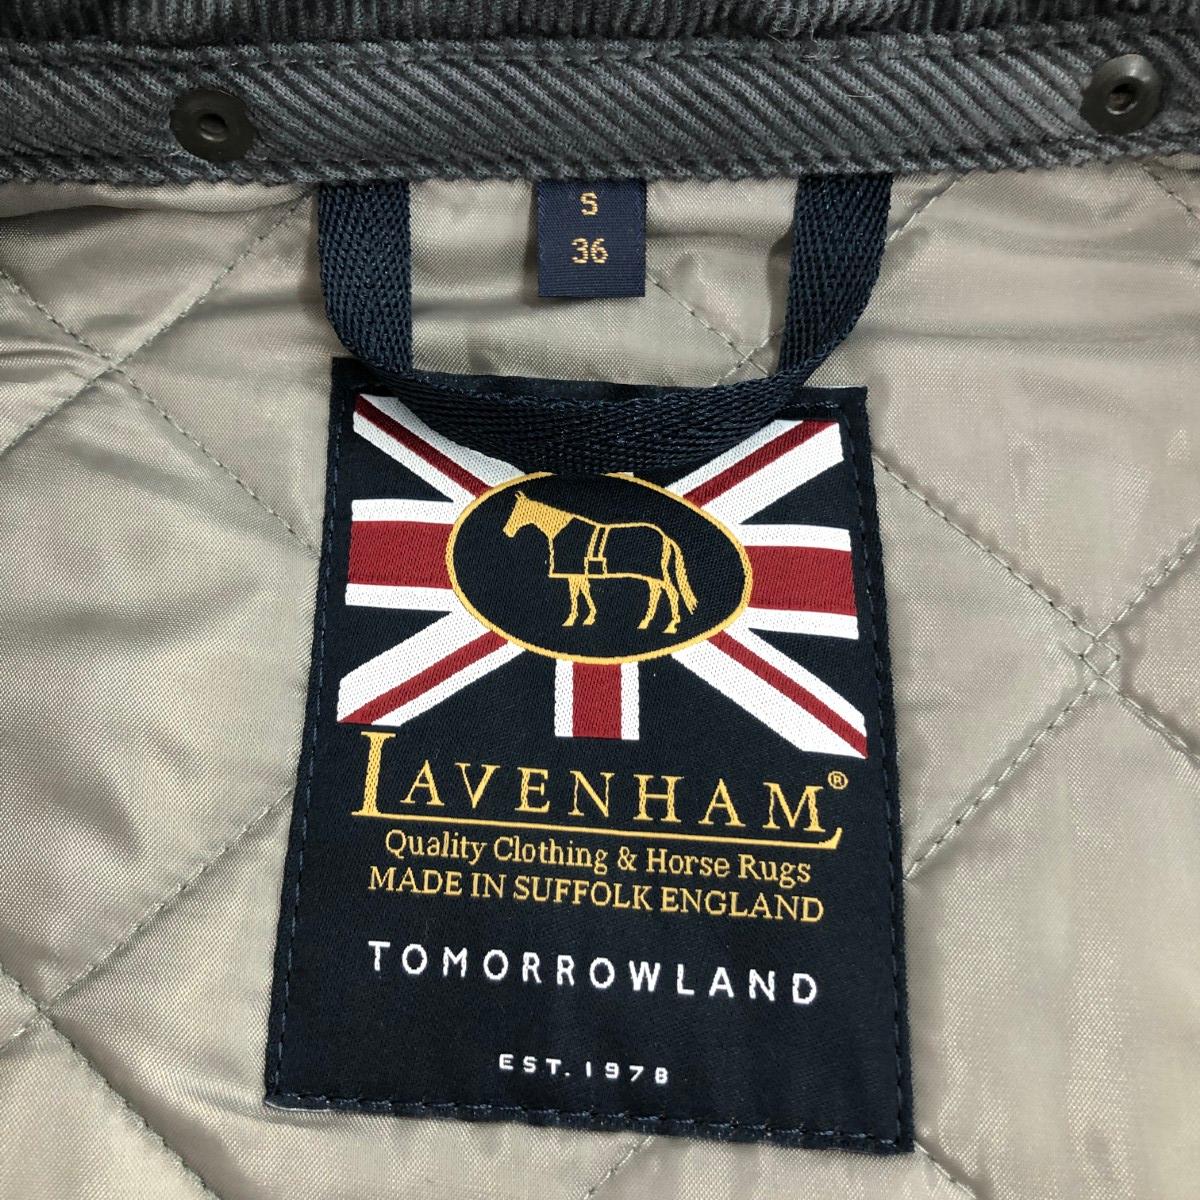 S
36
LAVENHAM®
Quality Clothing & Horse Rugs
MADE IN SUFFOLK ENGLAND
TOMORROWLAND
EST. 1978